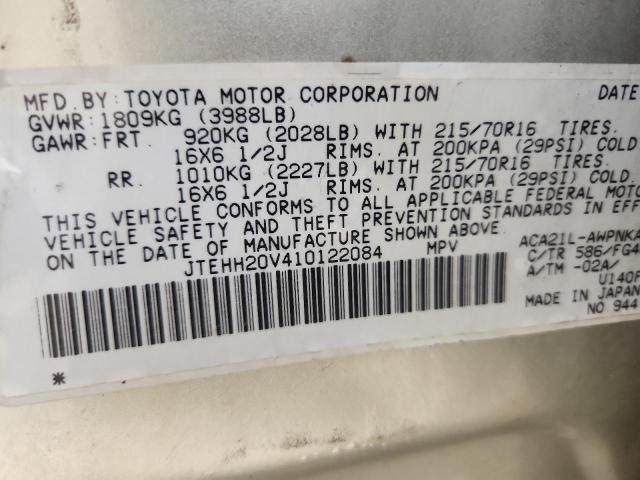 MFD. BY: TOYOTA MOTOR CORPORATION DATE
GVWR: 1809KG (3988LB)
GAWR: FRT. 920KG (2028LB) WITH 215/70R16 TIRES.
16X6 1/2J RIMS. AT 200KPA (29PSI) COLD
RR. 1010KG (2227LB) WITH 215/70R16 TIRES.
16X6 1/2J RIMS. AT 200KPA (29PSI) COLD.
THIS VEHICLE CONFORMS TO ALL APPLICABLE FEDERAL MOTOR
VEHICLE SAFETY AND THEFT PREVENTION STANDARDS IN EFF
ON THE DATE OF MANUFACTURE SHOWN ABOVE.
JTEHH20V410122084 MPV
ACA21L-AWPNKA
C/TR 586/FG4
A/TM -02A/
U140F
MADE IN JAPAN
NO 944
*